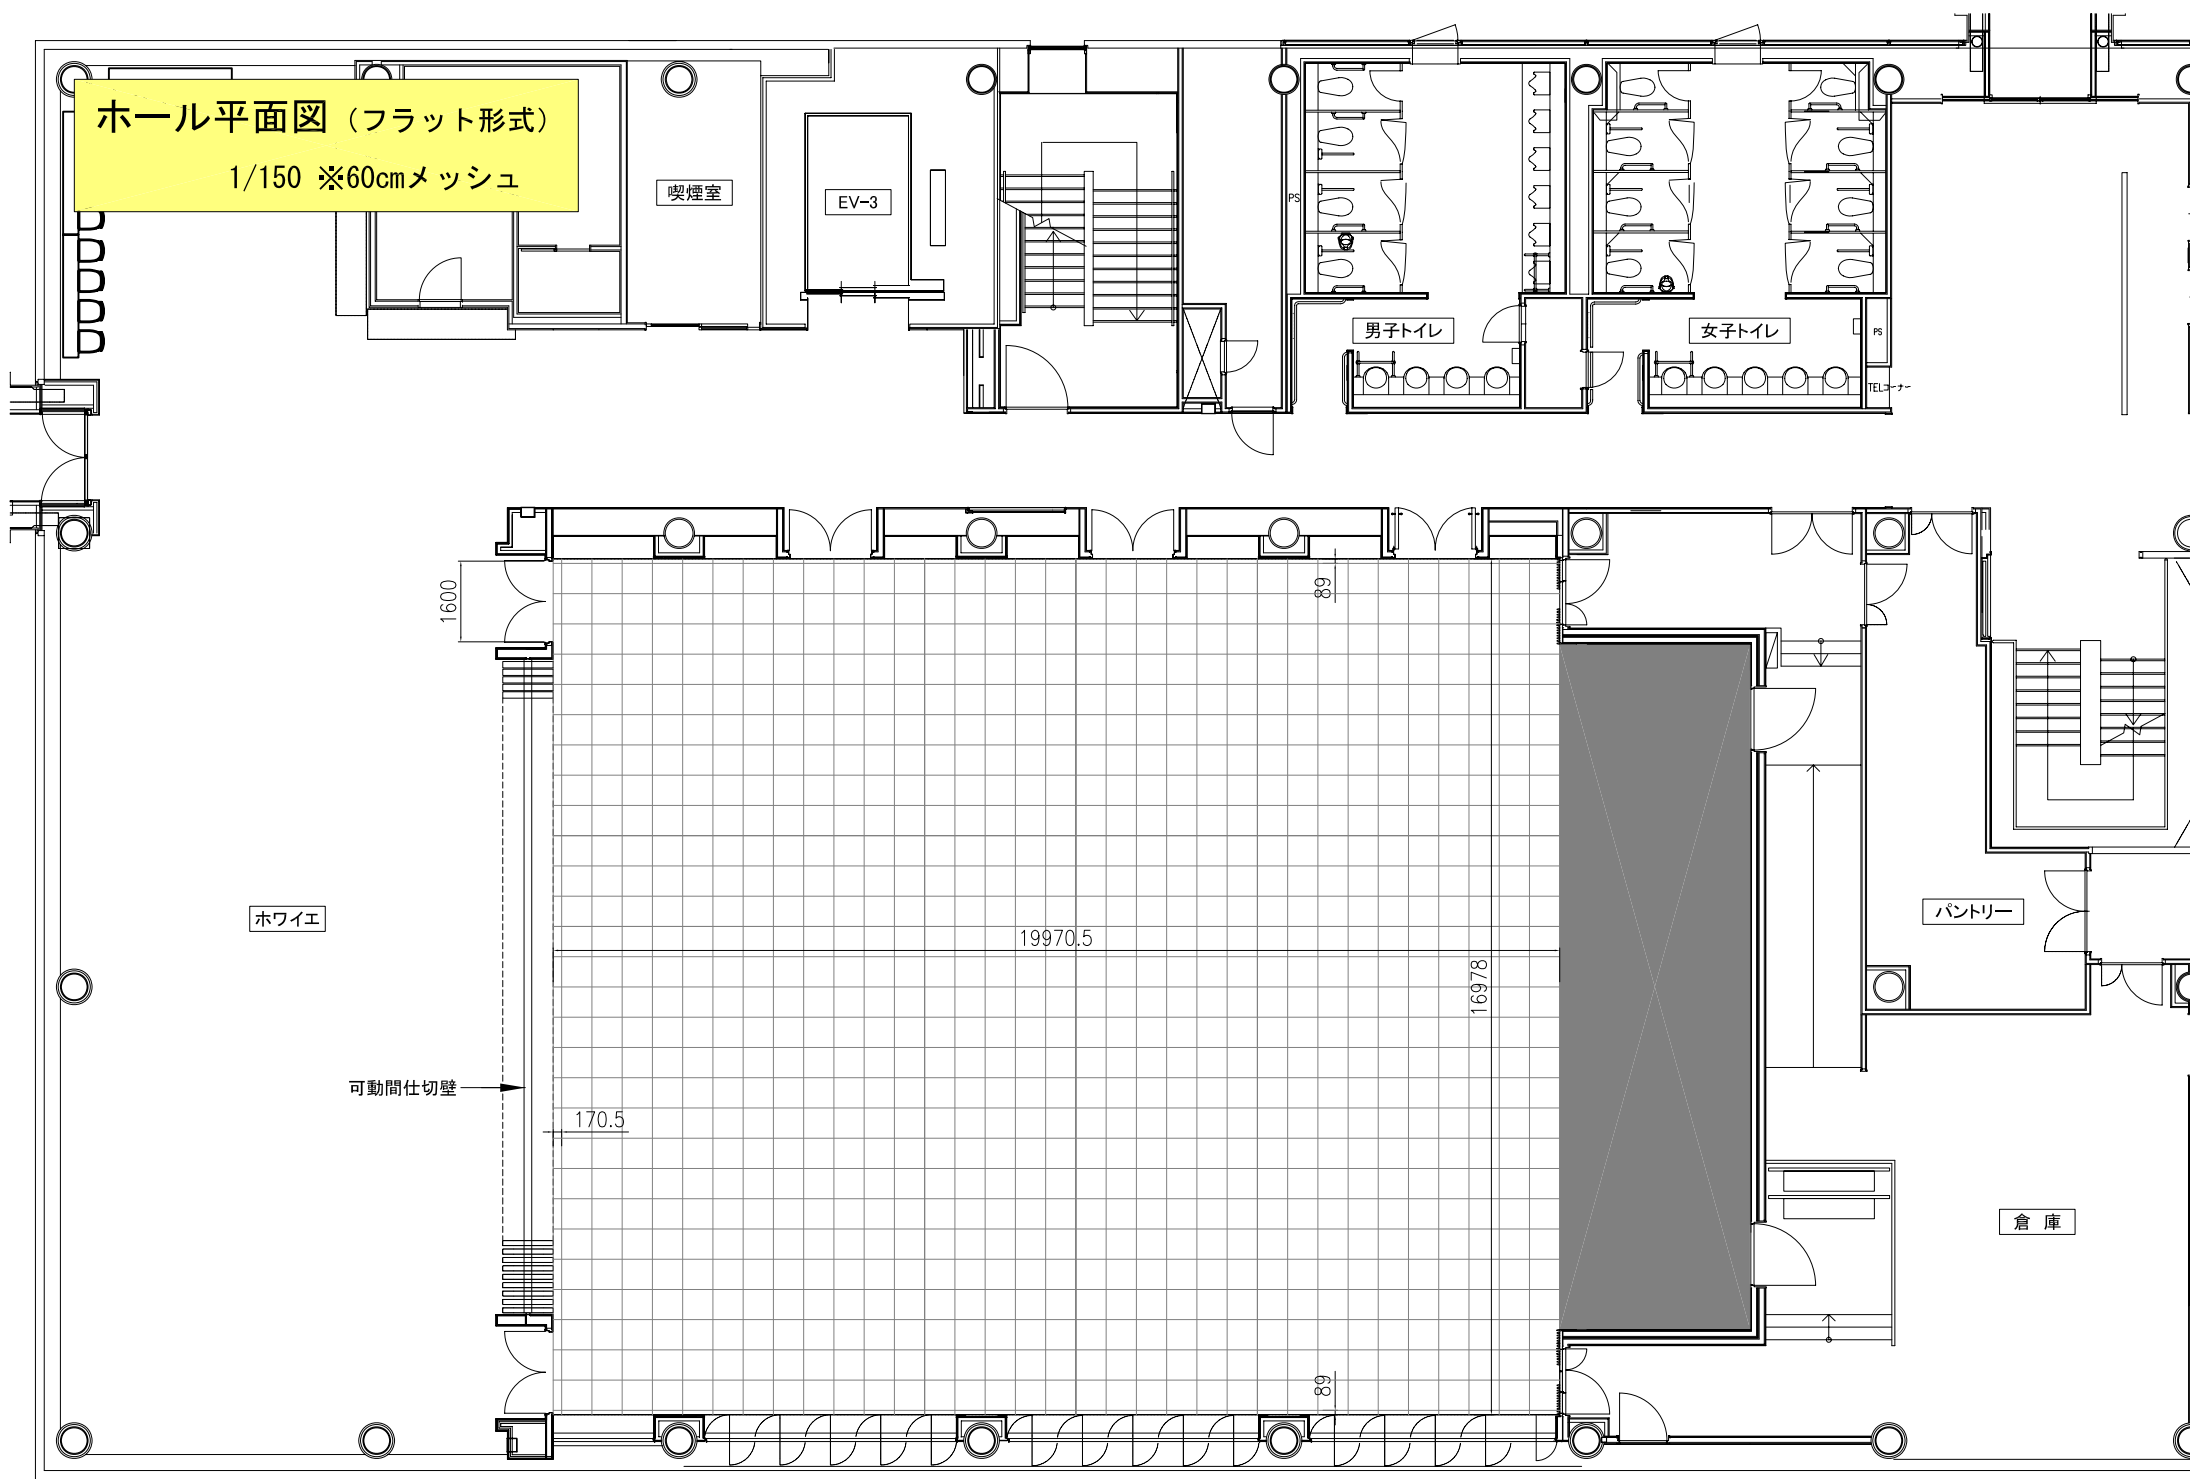 ホール平面図（フラット形式）
1/150 ※60cmメッシュ
喫煙室
EV-3
PS
男子トイレ
女子トイレ
PS
TELコーナー
1600
89
19970.5
16978
ホワイエ
パントリー
可動間仕切壁
170.5
倉 庫
89